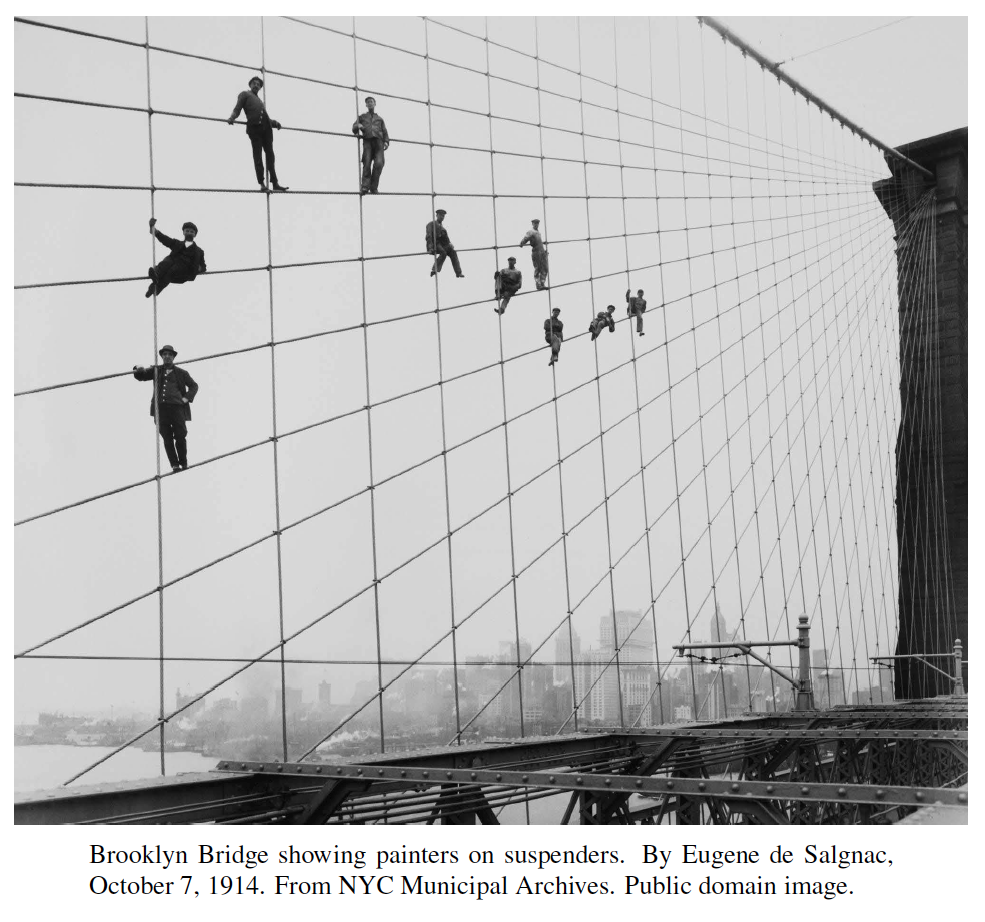 Brooklyn Bridge showing painters on suspenders. By Eugene de Salgnac,
October 7, 1914. From NYC Municipal Archives. Public domain image.